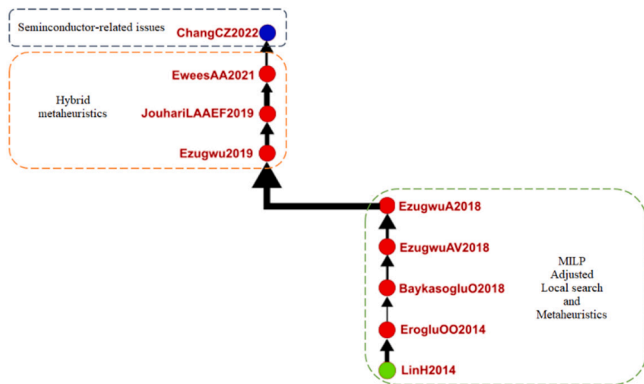 Seminconductor-related issues
ChangCZ2022
EweesAA2021
Hybrid
metaheuristics
JouhariLAAEF2019
Ezugwu2019
EzugwuA2018
EzugwuAV2018
MILP
Adjusted
Local search
and
Metaheuristics
BaykasogluO2018
ErogluOO2014
LinH2014